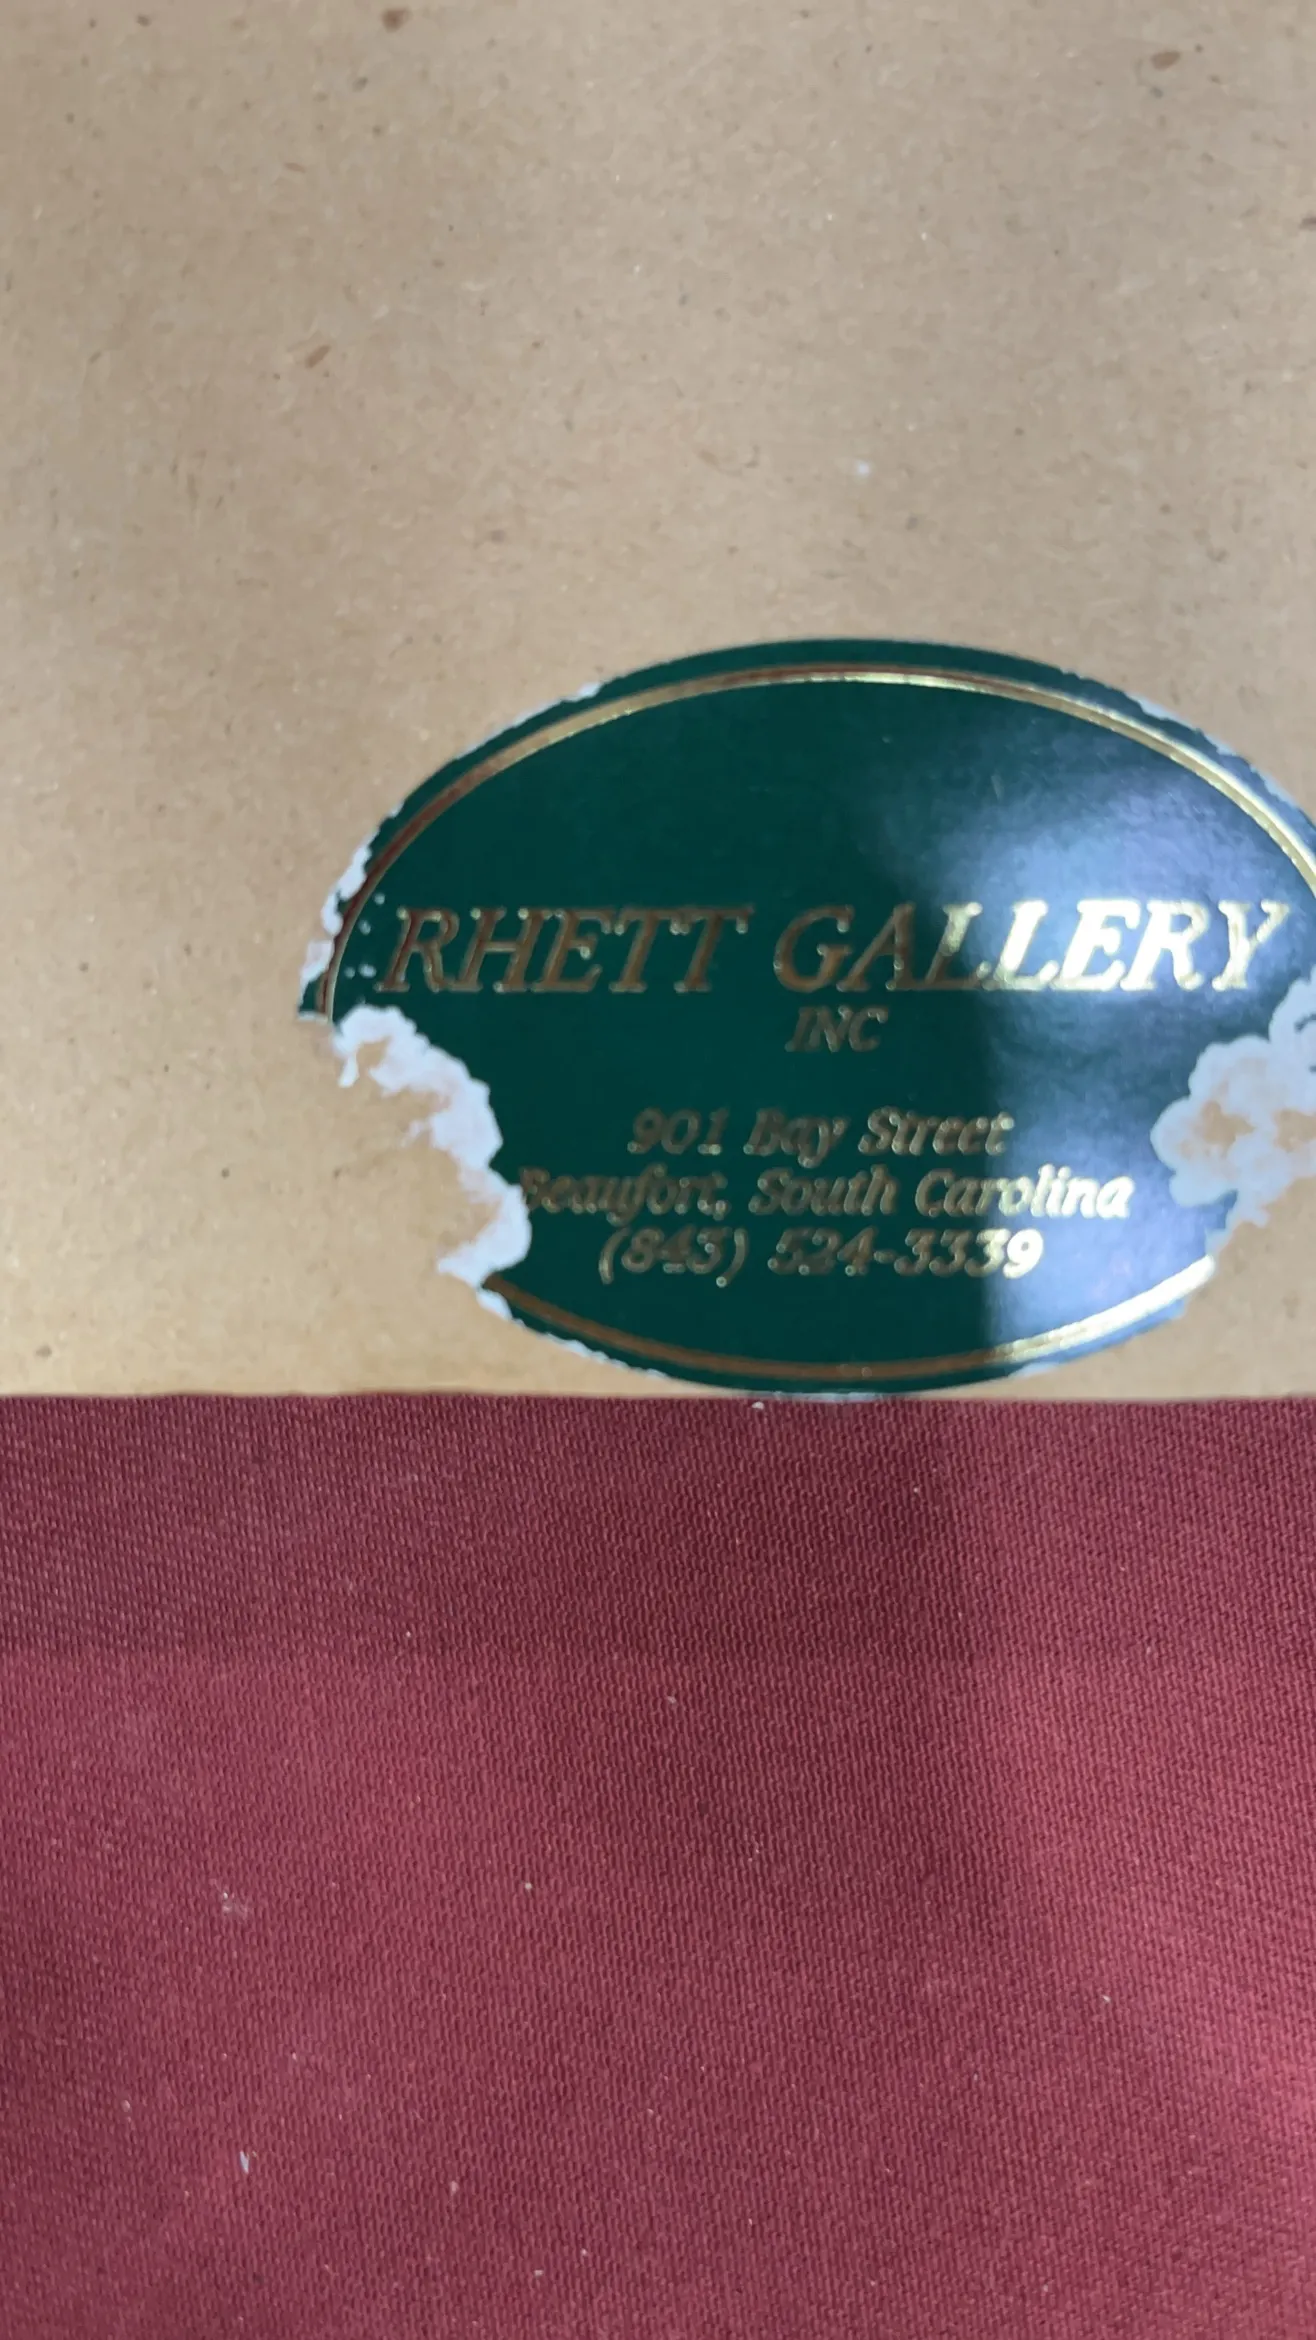 RHETT GALLERY
INC
901 Bay Street
Beaufort, South Carolina
(843) 524-3339